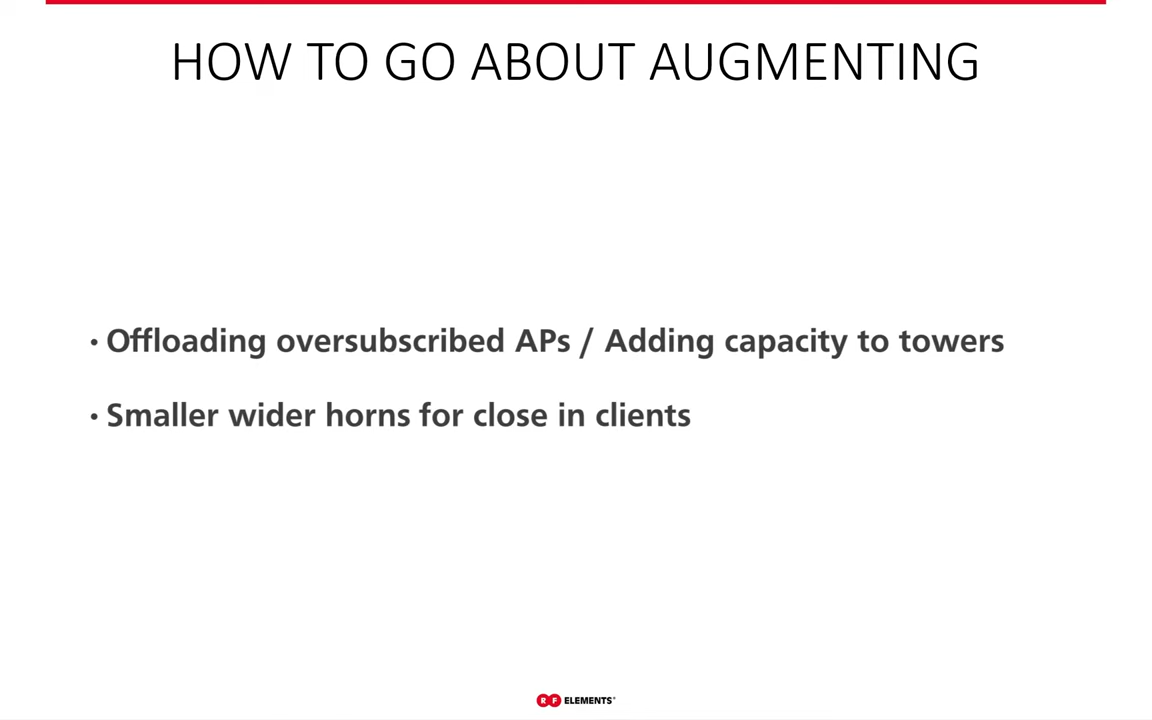 HOW TO GO ABOUT AUGMENTING
• Offloading oversubscribed APs / Adding capacity to towers
• Smaller wider horns for close in clients
RF ELEMENTS®